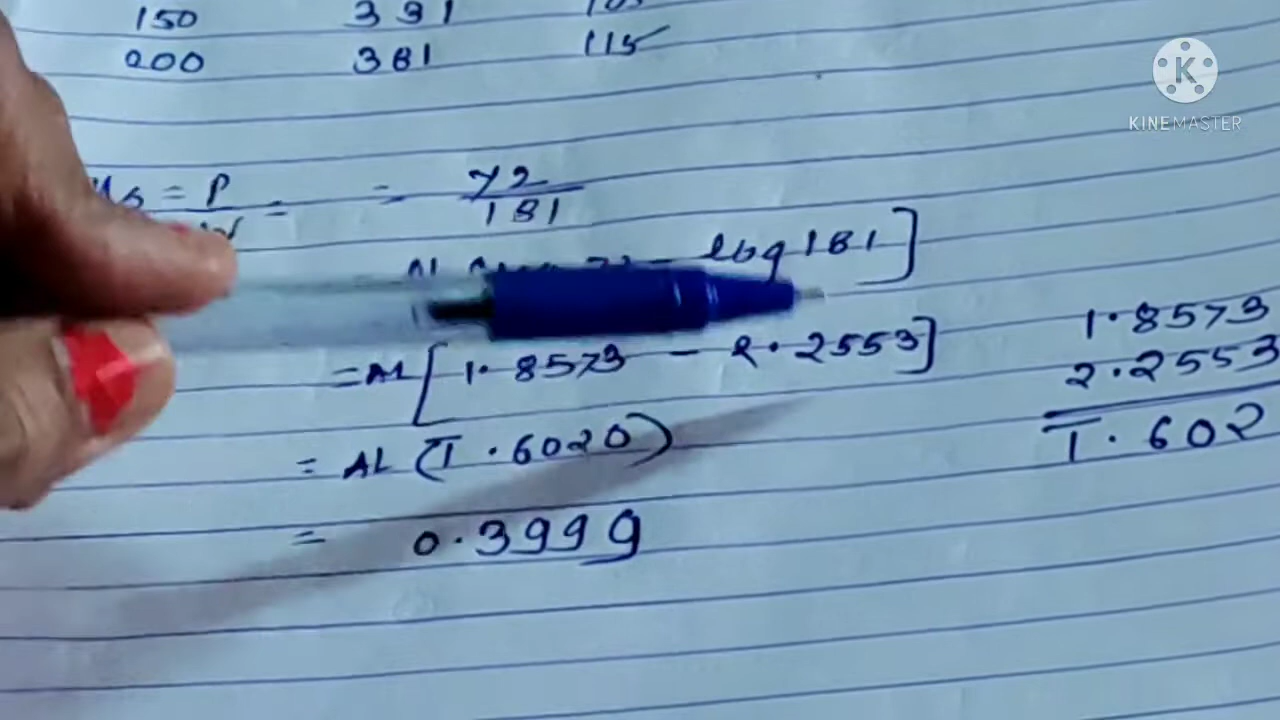 150 391
200 381 115
= P = 72
181
log 181]
= AL [1.8573 - 2.2553] 1.8573
2.2553
= AL (1̅.6020) 1̅.602
= 0.3999
KINEMASTER